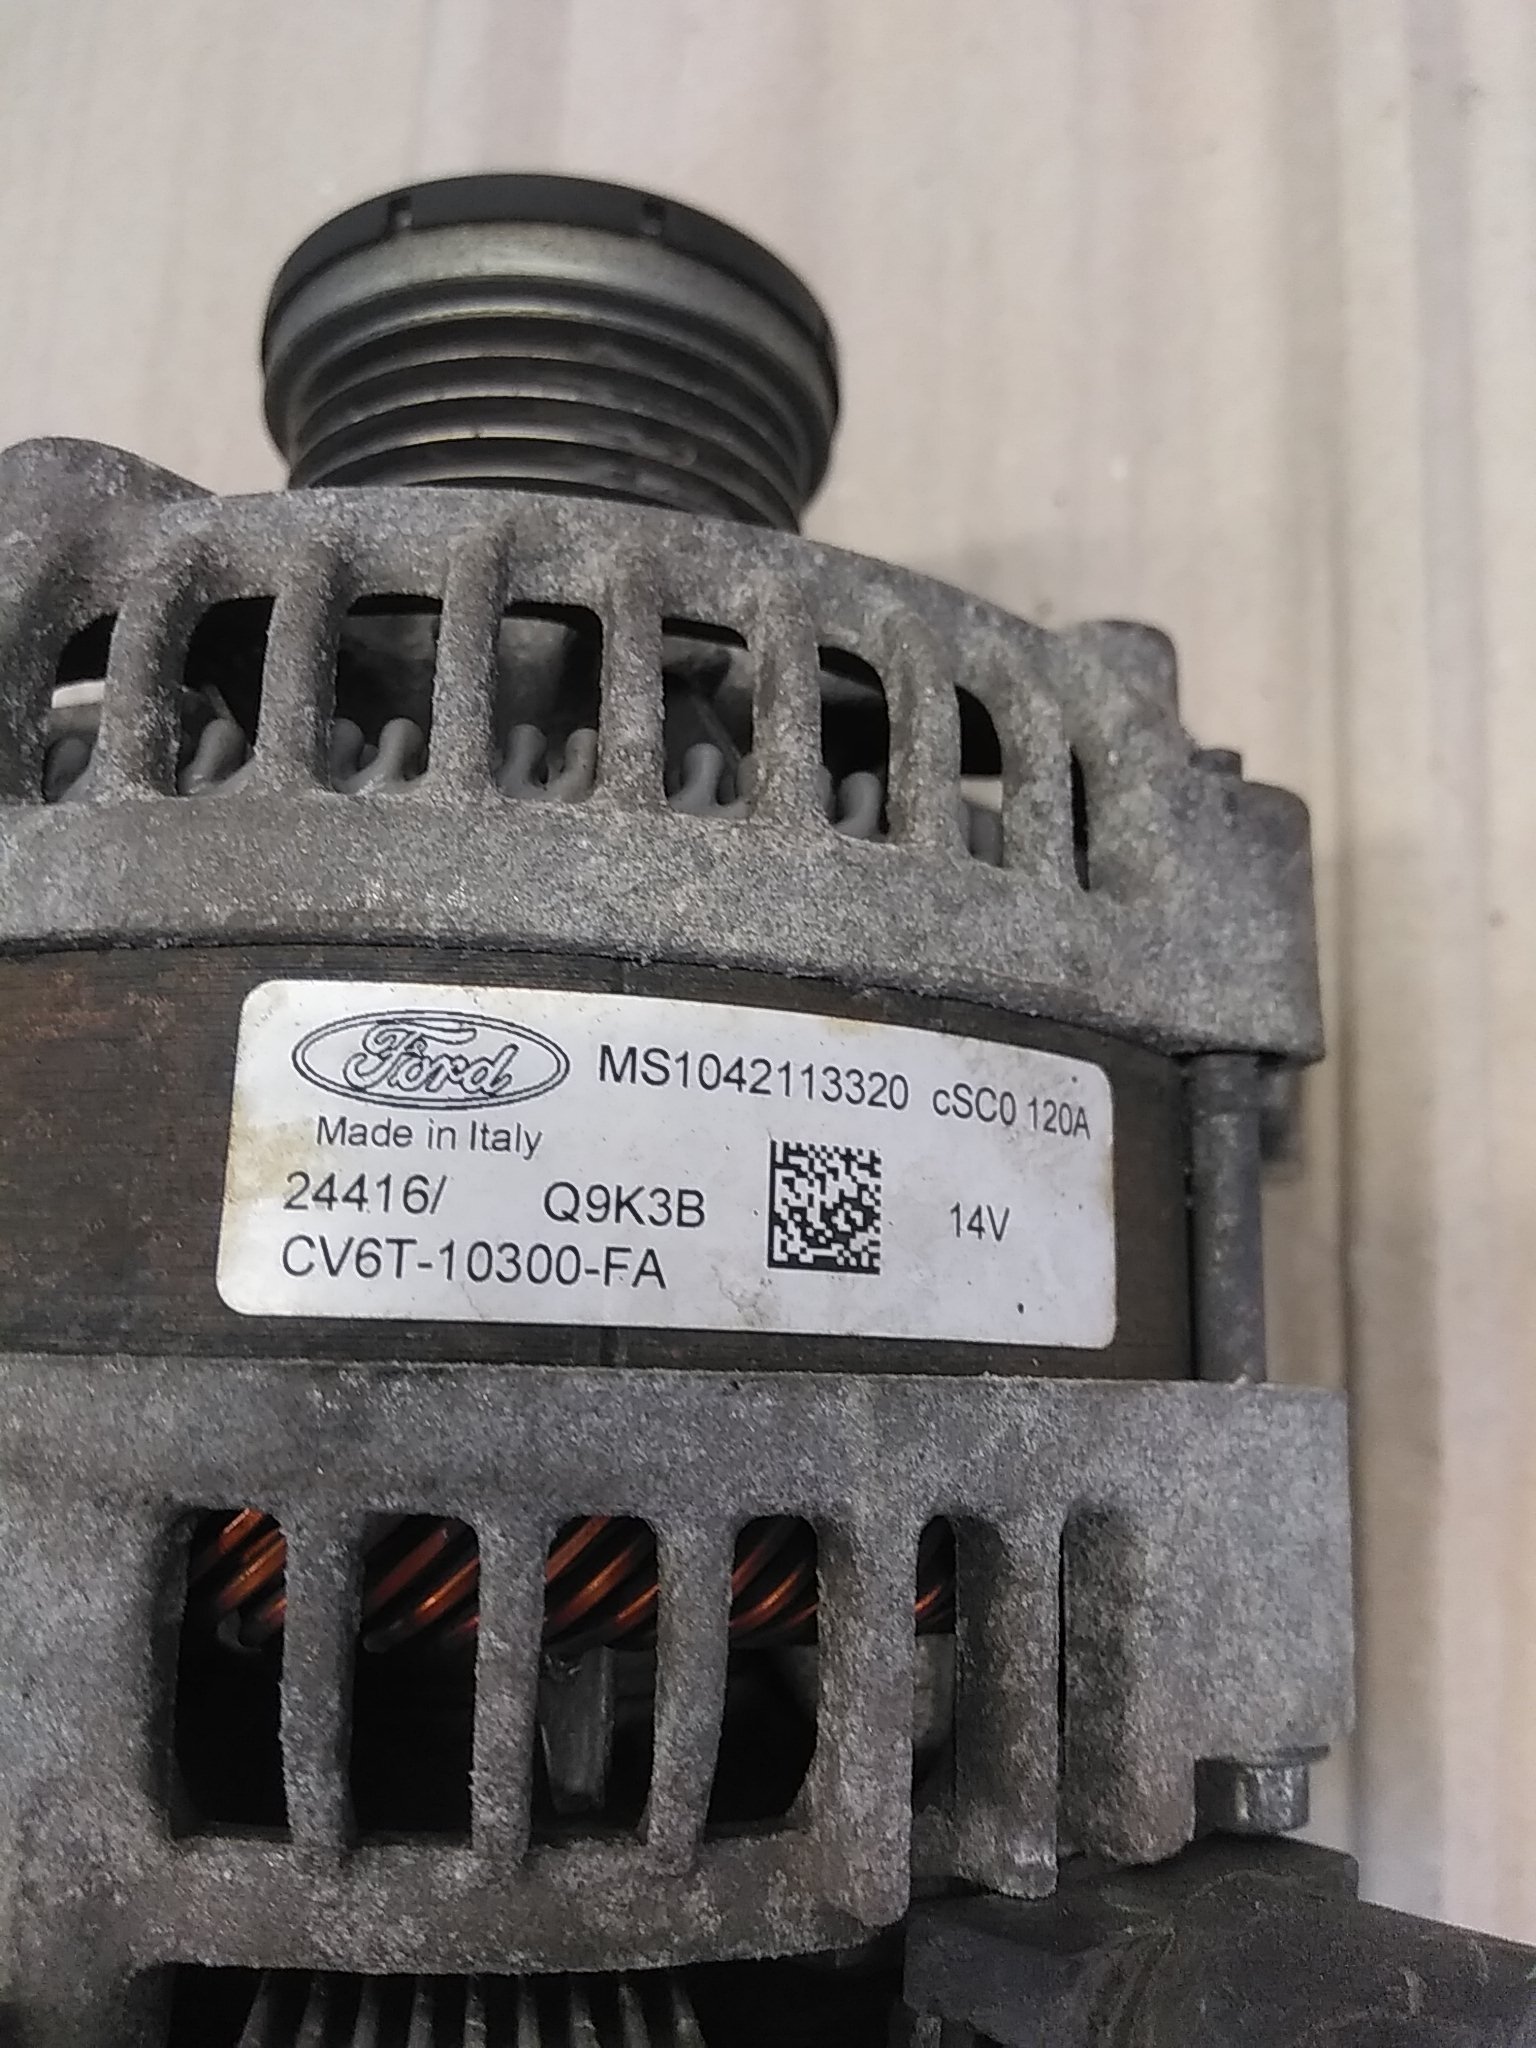 Ford MS1042113320 cSC0 120A
Made in Italy
24416/ Q9K3B 14V
CV6T-10300-FA